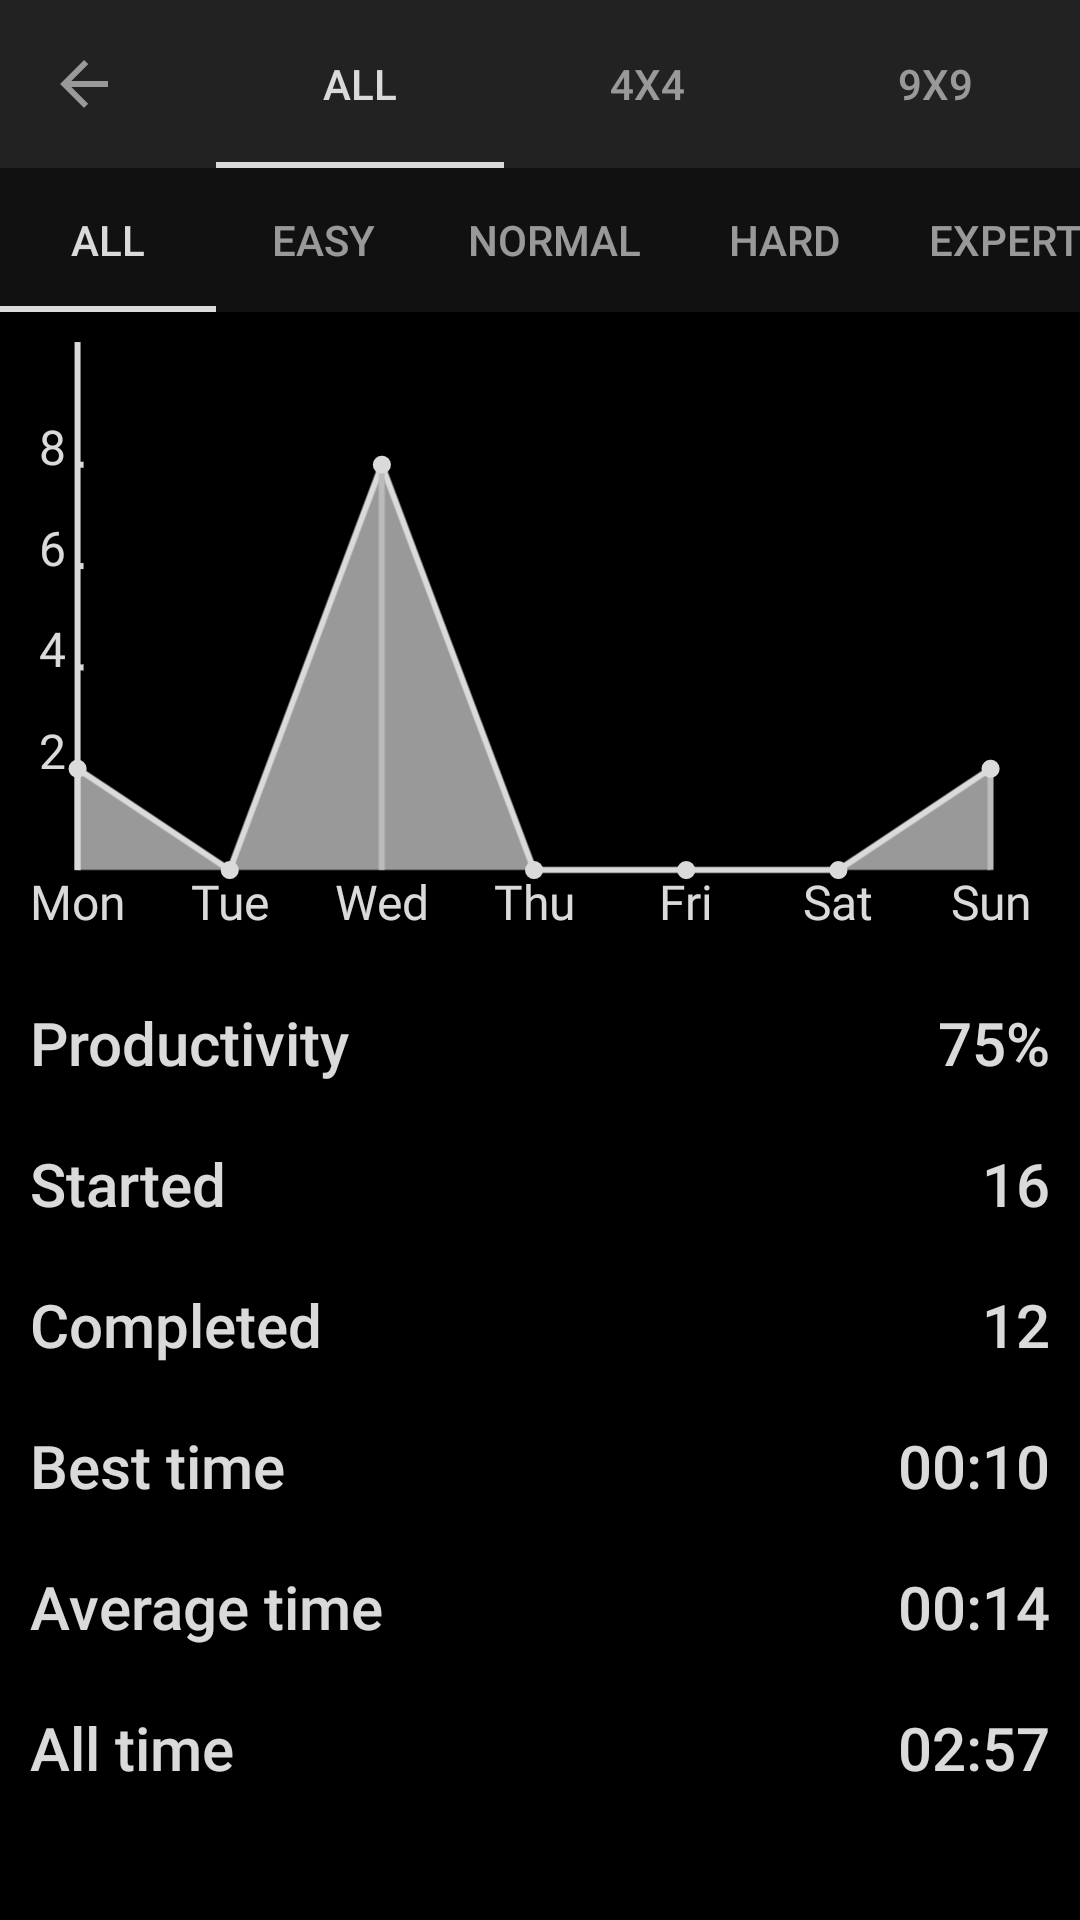 ALL 4X4 9X9
ALL EASY NORMAL HARD EXPERT
8
6
4
2
Mon Tue Wed Thu Fri Sat Sun
Productivity 75%
Started 16
Completed 12
Best time 00:10
Average time 00:14
All time 02:57